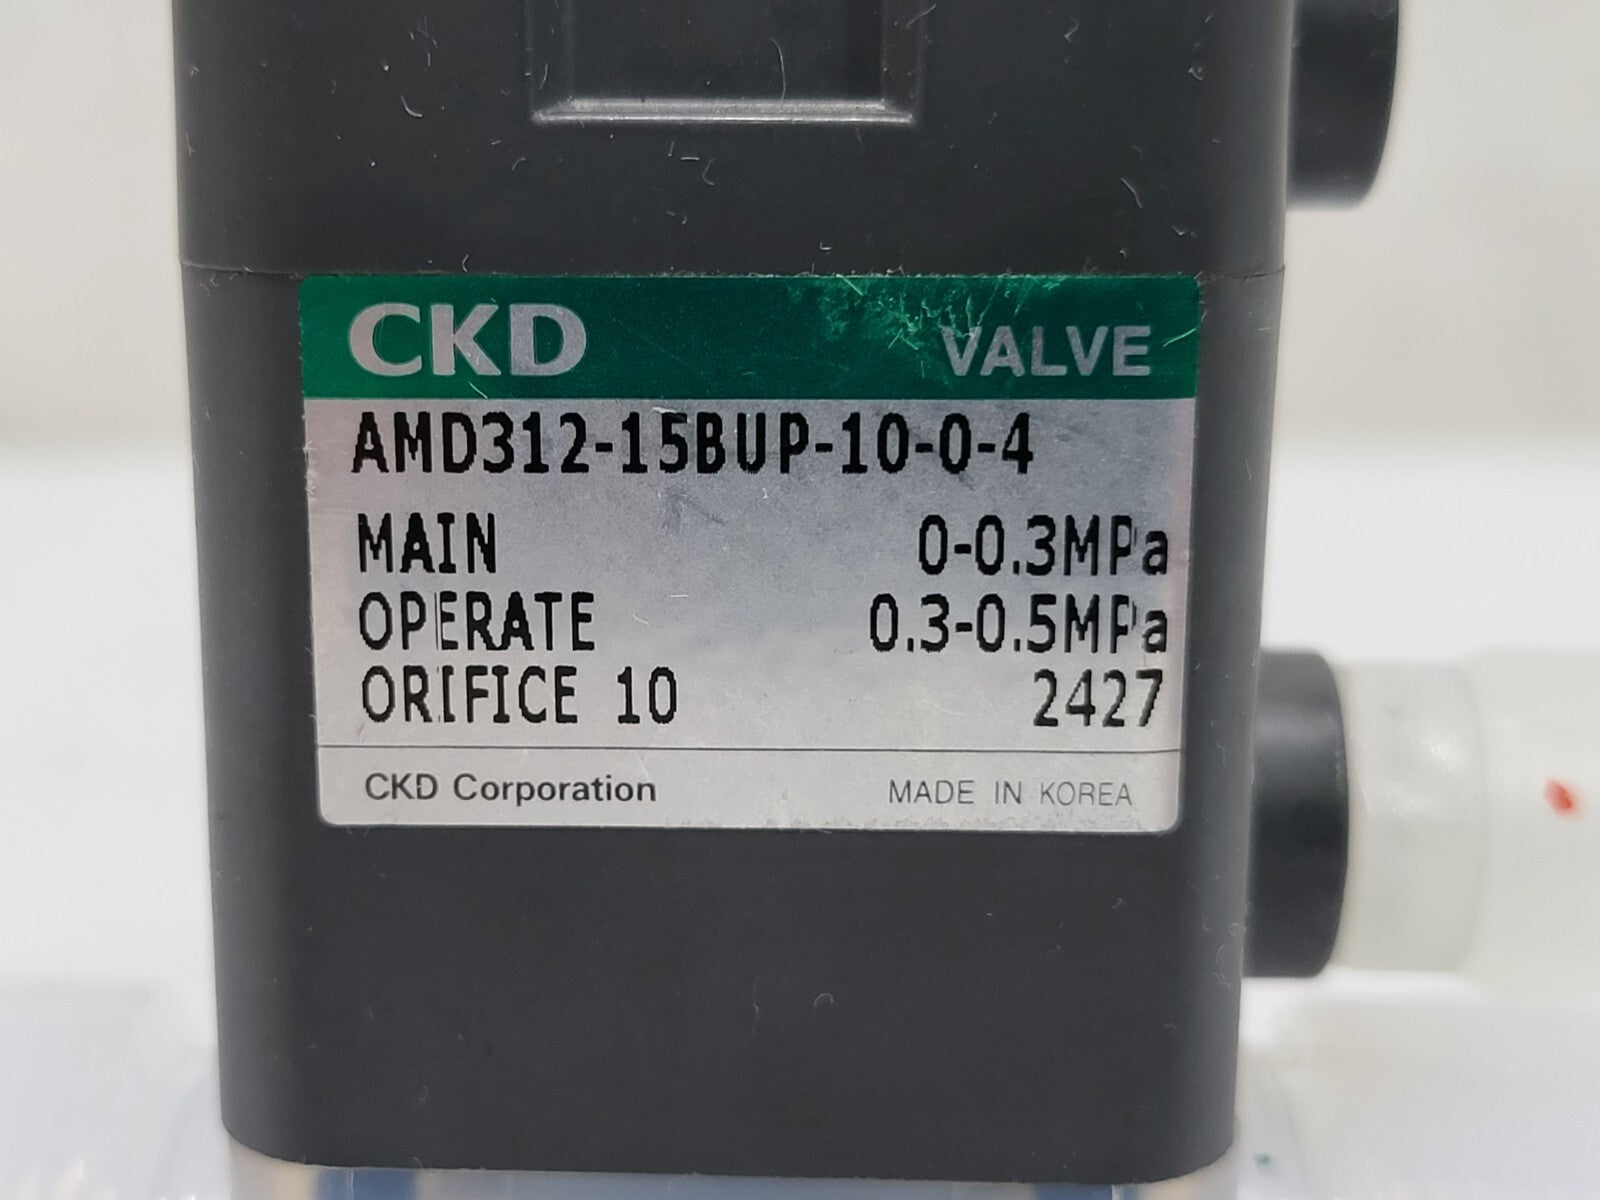 CKD VALVE
AMD312-15BUP-10-0-4
MAIN 0-0.3MPa
OPERATE 0.3-0.5MPa
ORIFICE 10 2427
CKD Corporation MADE IN KOREA